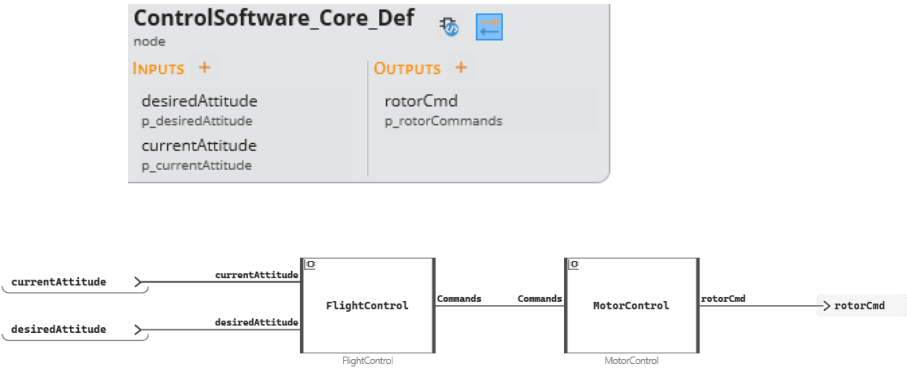 ControlSoftware_Core_Def
node
INPUTS +
OUTPUTS +
desiredAttitude
p_desiredAttitude
currentAttitude
p_currentAttitude
rotorCmd
p_rotorCommands
currentAttitude
currentAttitude
desiredAttitude
desiredAttitude
FlightControl
FlightControl
Commands
Commands
MotorControl
MotorControl
rotorCmd
rotorCmd